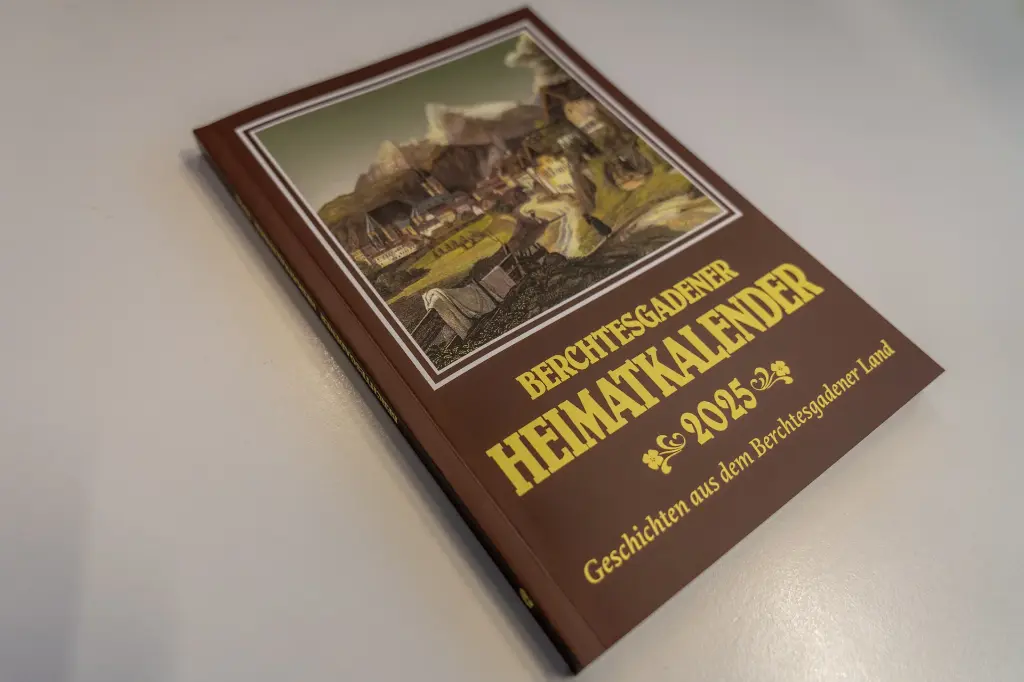 BERCHTESGADENER
HEIMATKALENDER
2025
Geschichten aus dem Berchtesgadener Land